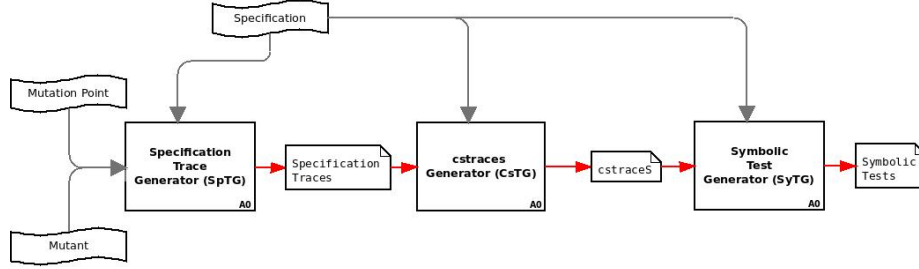 Specification
Mutation Point
Specification
Trace
Generator (SpTG)
A0
Specification
Traces
cstraces
Generator (CsTG)
A0
cstraceS
Symbolic
Test
Generator (SyTG)
A0
Symbolic
Tests
Mutant